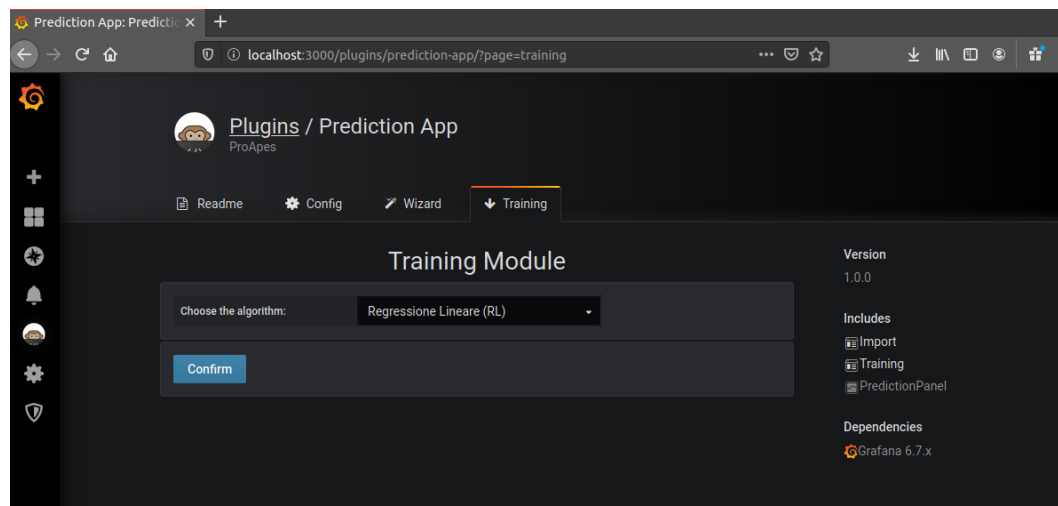 Prediction App: Predictio
localhost:3000/plugins/prediction-app/?page=training
Plugins / Prediction App
ProApes
Readme
Config
Wizard
Training
Training Module
Choose the algorithm:
Regressione Lineare (RL)
Confirm
Version
1.0.0
Includes
Import
Training
PredictionPanel
Dependencies
Grafana 6.7.x